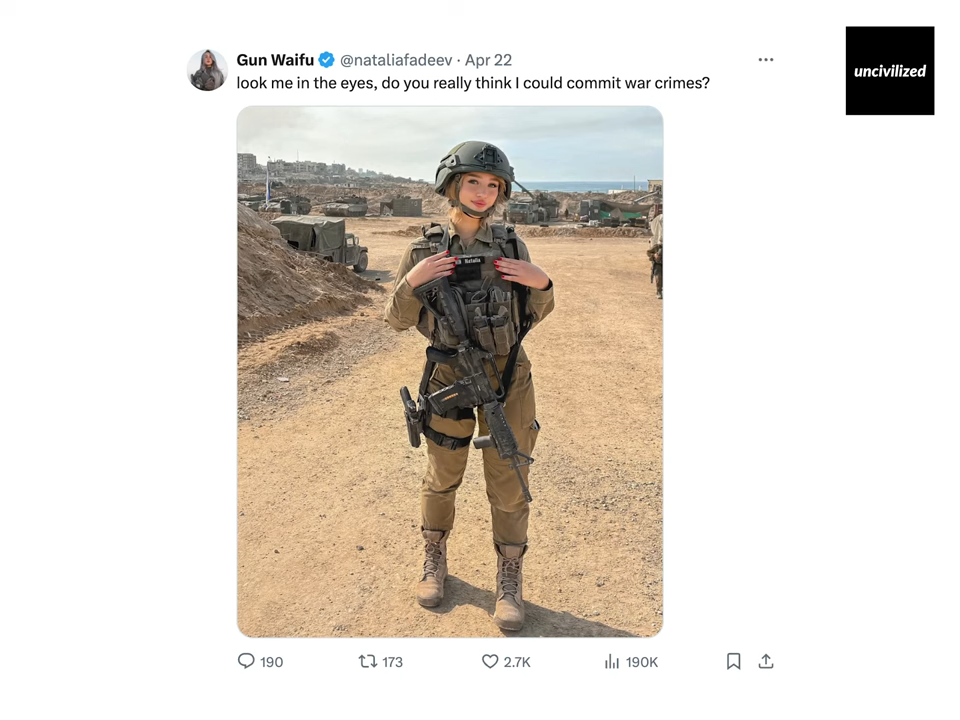 Gun Waifu @nataliafadeev · Apr 22
look me in the eyes, do you really think I could commit war crimes?
uncivilized
Natalia
190 173 2.7K 190K